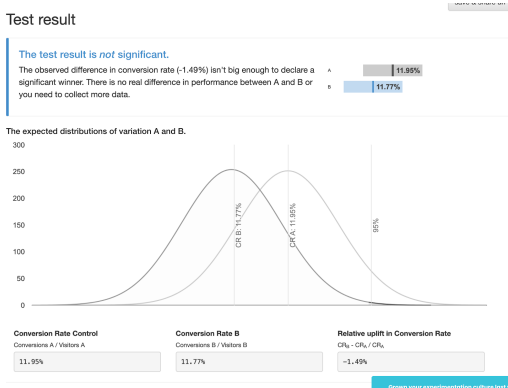 Test result
The test result is not significant.
The observed difference in conversion rate (-1.49%) isn't big enough to declare a
significant winner. There is no real difference in performance between A and B or
you need to collect more data.
A 11.95%
B 11.77%
The expected distributions of variation A and B.
300
250
200
150
100
50
0
CR B: 11.77%
CR A: 11.95%
95%
Conversion Rate Control
Conversions A / Visitors A
11.95%
Conversion Rate B
Conversions B / Visitors B
11.77%
Relative uplift in Conversion Rate
CRB - CRA / CRA
-1.49%